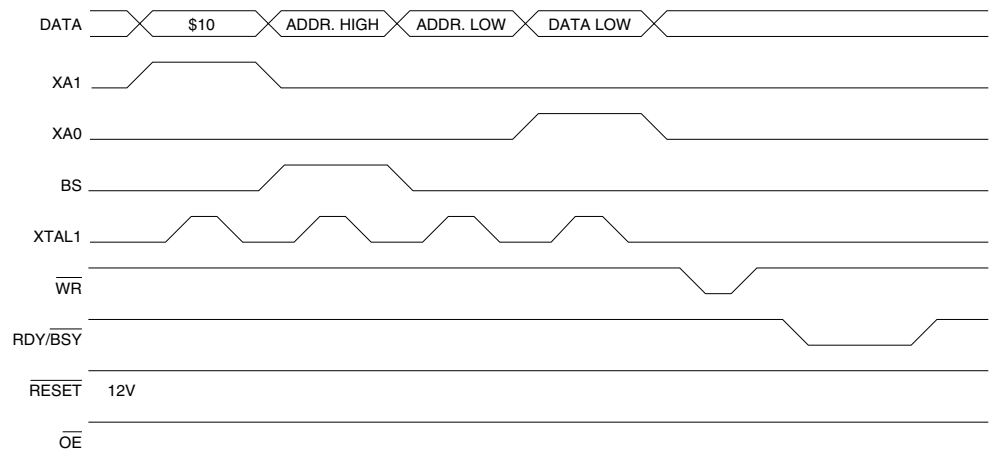 DATA $10 ADDR. HIGH ADDR. LOW DATA LOW
XA1
XA0
BS
XTAL1
WR
RDY/BSY
RESET 12V
OE